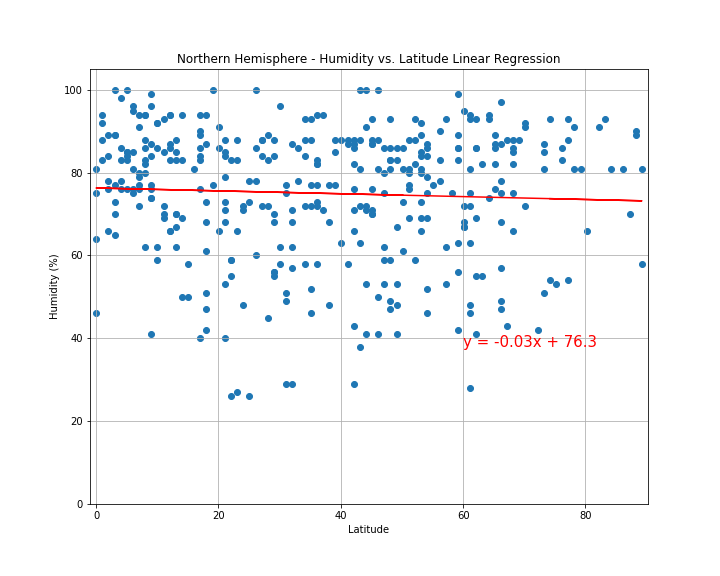 Northern Hemisphere - Humidity vs. Latitude Linear Regression
100
80
60
40
20
0
Humidity (%)
y = -0.03x + 76.3
0 20 40 60 80
Latitude